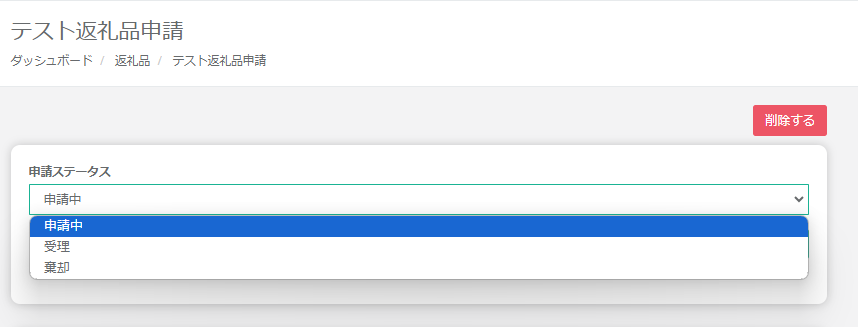 テスト返礼品申請
ダッシュボード / 返礼品 / テスト返礼品申請
削除する
申請ステータス
申請中
申請中
受理
棄却